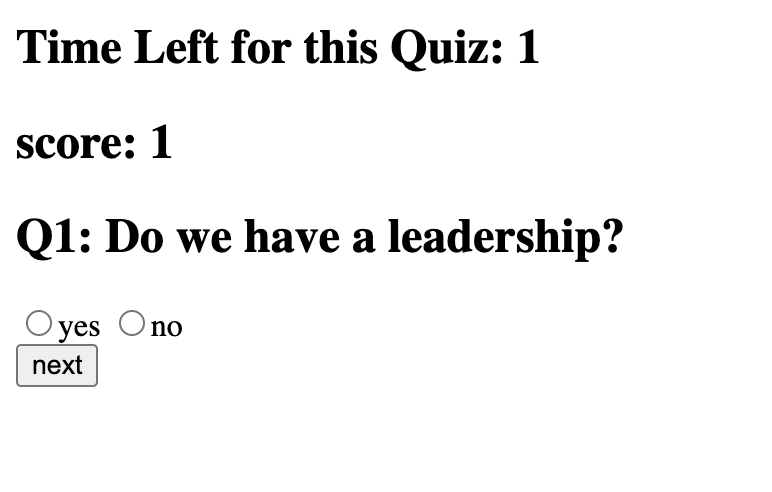 Time Left for this Quiz: 1
score: 1
Q1: Do we have a leadership?
yes no
next